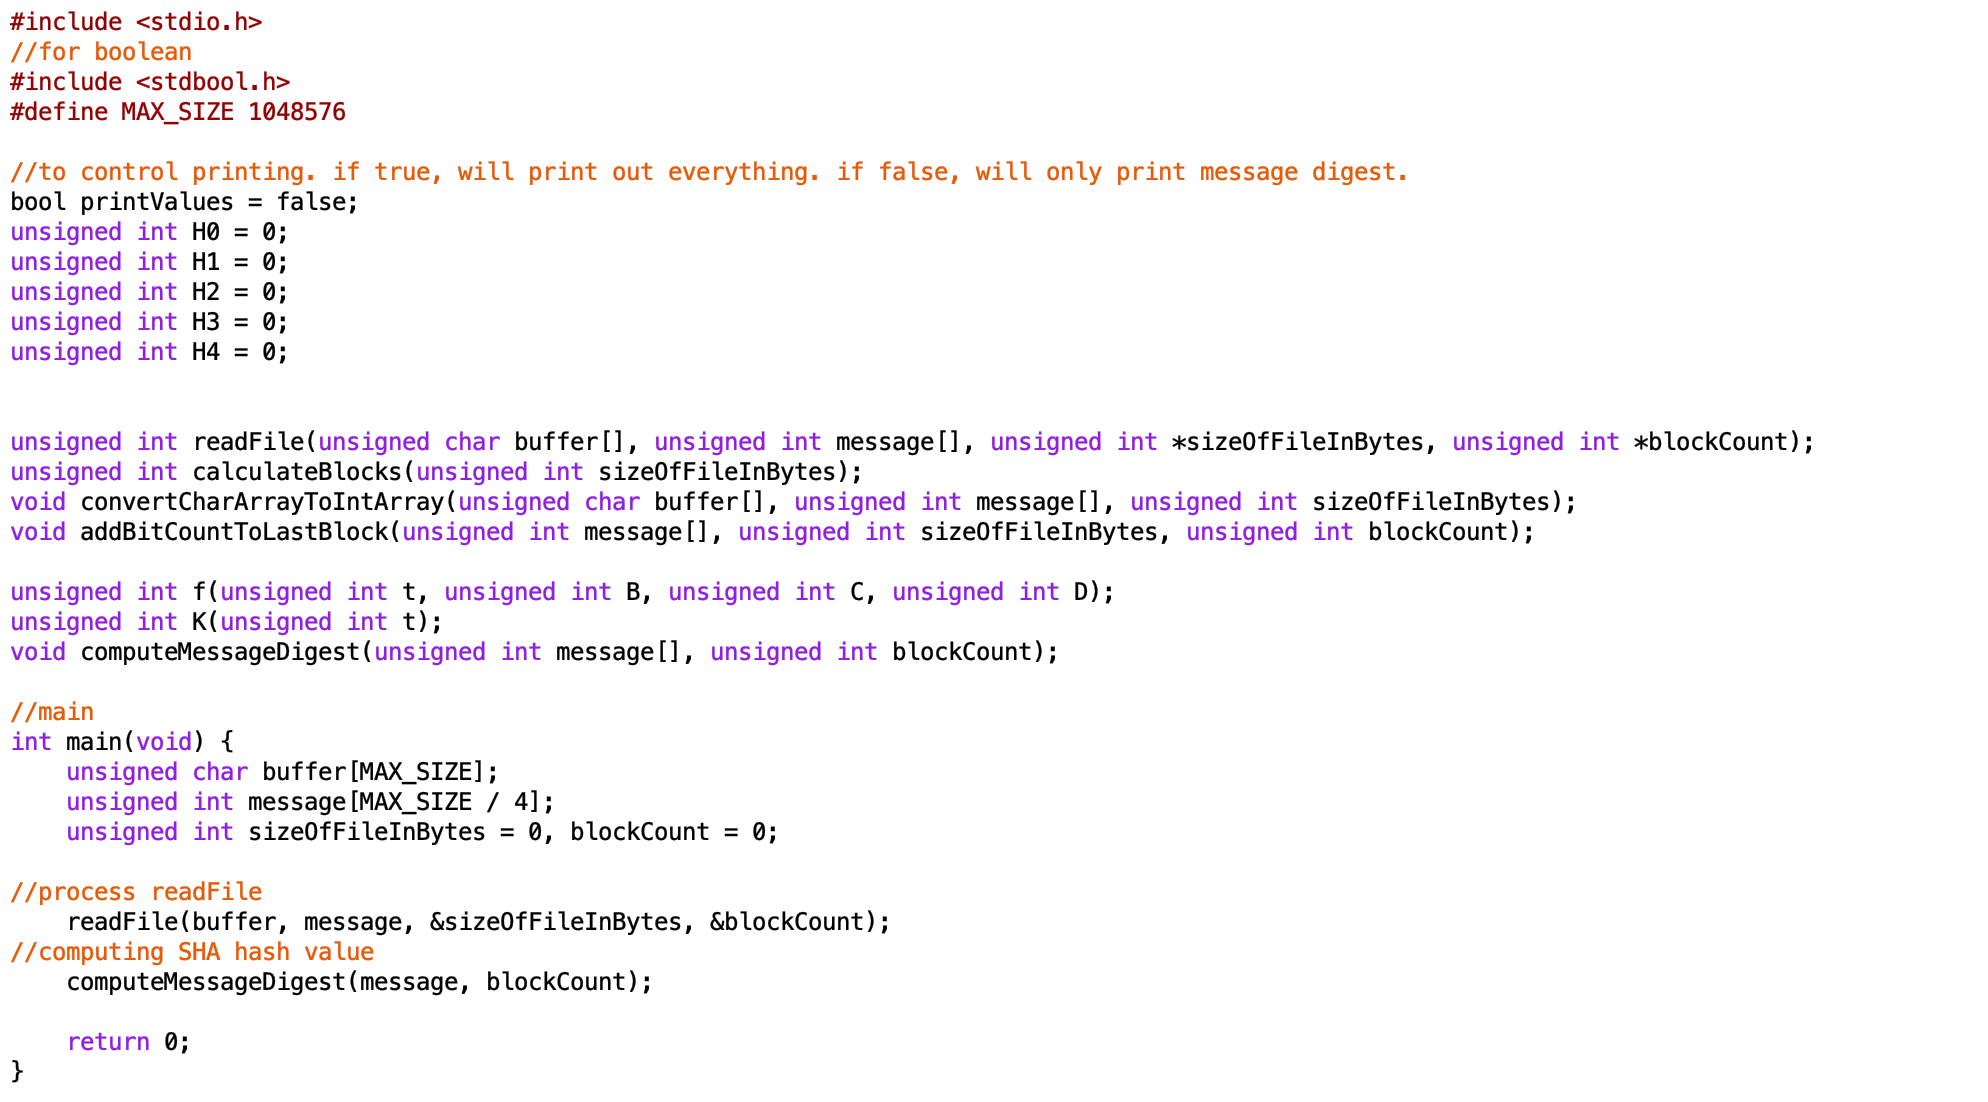 #include <stdio.h>
//for boolean
#include <stdbool.h>
#define MAX_SIZE 1048576
//to control printing. if true, will print out everything. if false, will only print message digest.
bool printValues = false;
unsigned int H0 = 0;
unsigned int H1 = 0;
unsigned int H2 = 0;
unsigned int H3 = 0;
unsigned int H4 = 0;
unsigned int readFile(unsigned char buffer[], unsigned int message[], unsigned int *sizeOfFileInBytes, unsigned int *blockCount);
unsigned int calculateBlocks(unsigned int sizeOfFileInBytes);
void convertCharArrayToIntArray(unsigned char buffer[], unsigned int message[], unsigned int sizeOfFileInBytes);
void addBitCountToLastBlock(unsigned int message[], unsigned int sizeOfFileInBytes, unsigned int blockCount);
unsigned int f(unsigned int t, unsigned int B, unsigned int C, unsigned int D);
unsigned int K(unsigned int t);
void computeMessageDigest(unsigned int message[], unsigned int blockCount);
//main
int main(void) {
    unsigned char buffer[MAX_SIZE];
    unsigned int message[MAX_SIZE / 4];
    unsigned int sizeOfFileInBytes = 0, blockCount = 0;
//process readFile
    readFile(buffer, message, &sizeOfFileInBytes, &blockCount);
//computing SHA hash value
    computeMessageDigest(message, blockCount);
    return 0;
}